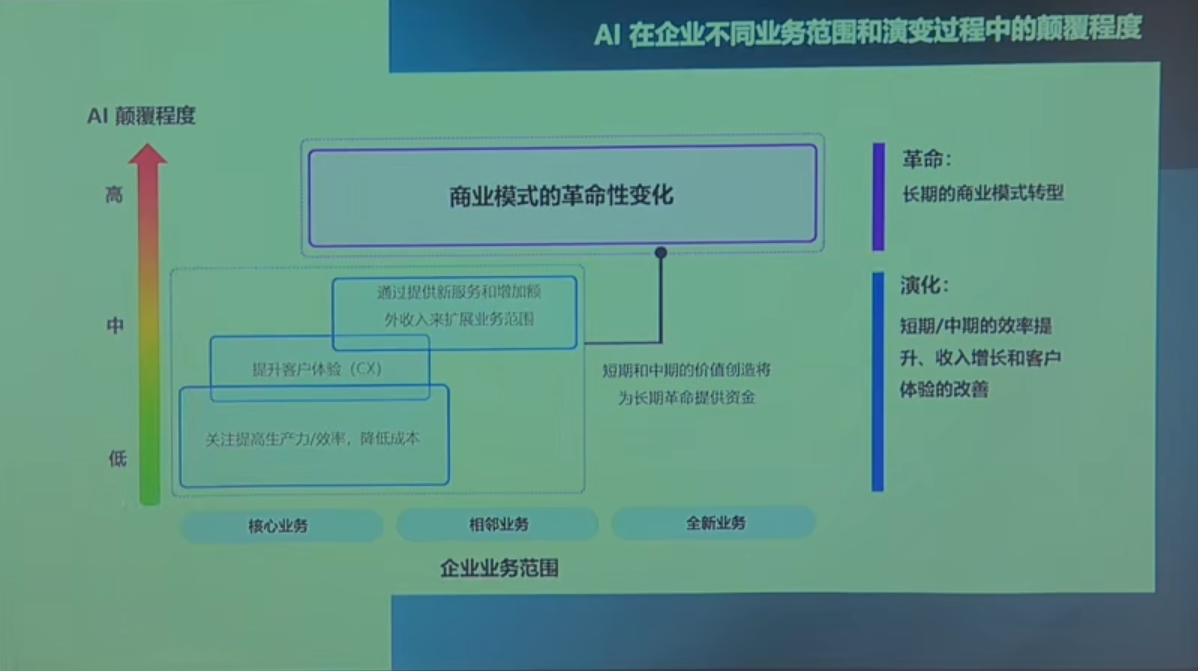 AI 在企业不同业务范围和演变过程中的颠覆程度
AI 颠覆程度
高
中
低
商业模式的革命性变化
通过提供新服务和增加额
外收入来扩展业务范围
提升客户体验（CX）
关注提高生产力/效率，降低成本
短期和中期的价值创造将
为长期革命提供资金
革命：
长期的商业模式转型
演化：
短期/中期的效率提
升、收入增长和客户
体验的改善
核心业务
相邻业务
全新业务
企业业务范围